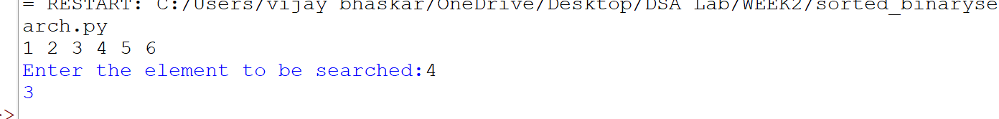 = RESTART: C:/Users/vijay bhaskar/OneDrive/Desktop/DSA Lab/WEEK2/sorted_binaryse
arch.py
1 2 3 4 5 6
Enter the element to be searched:4
3
>>